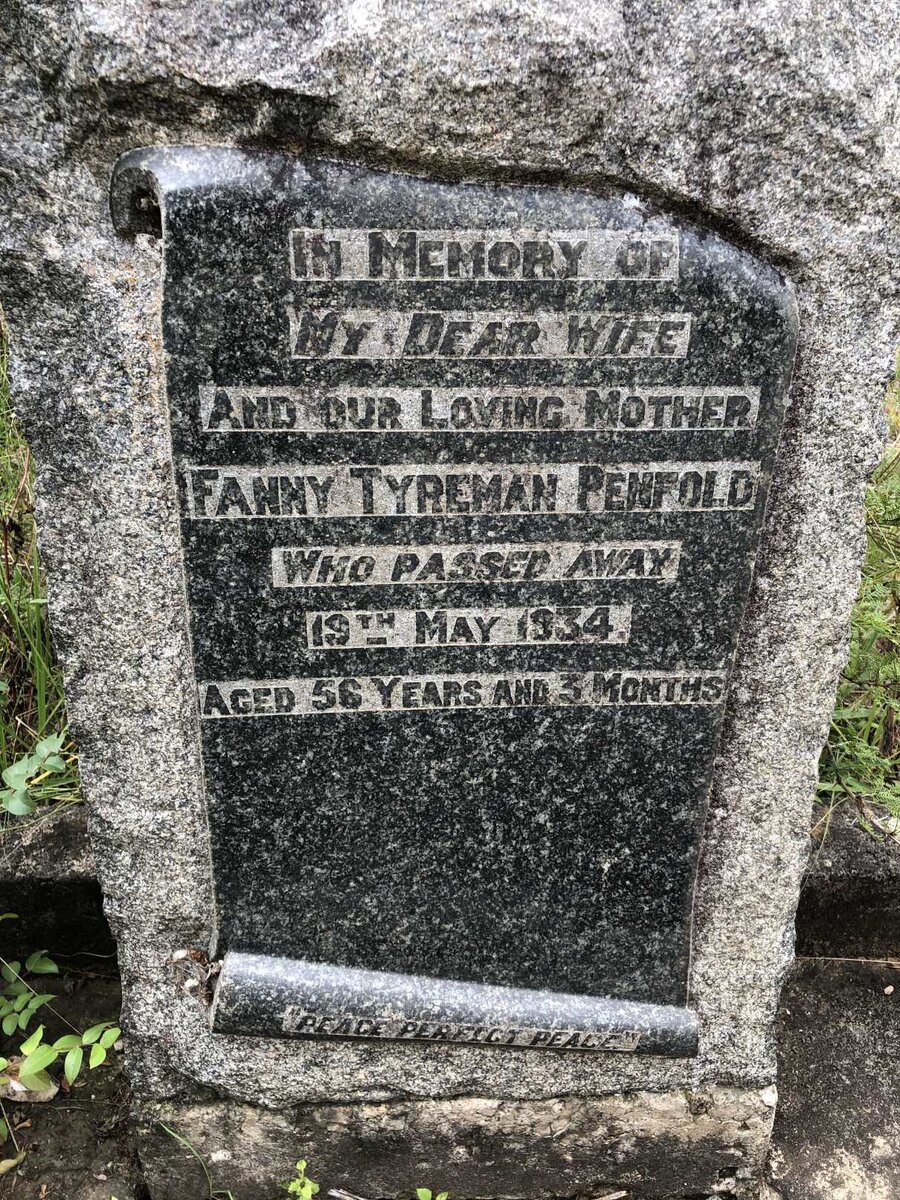 IN MEMORY OF
MY DEAR WIFE
AND OUR LOVING MOTHER
FANNY TYREMAN PENFOLD
WHO PASSED AWAY
19TH MAY 1934.
AGED 56 YEARS AND 3 MONTHS
"PEACE PERFECT PEACE"